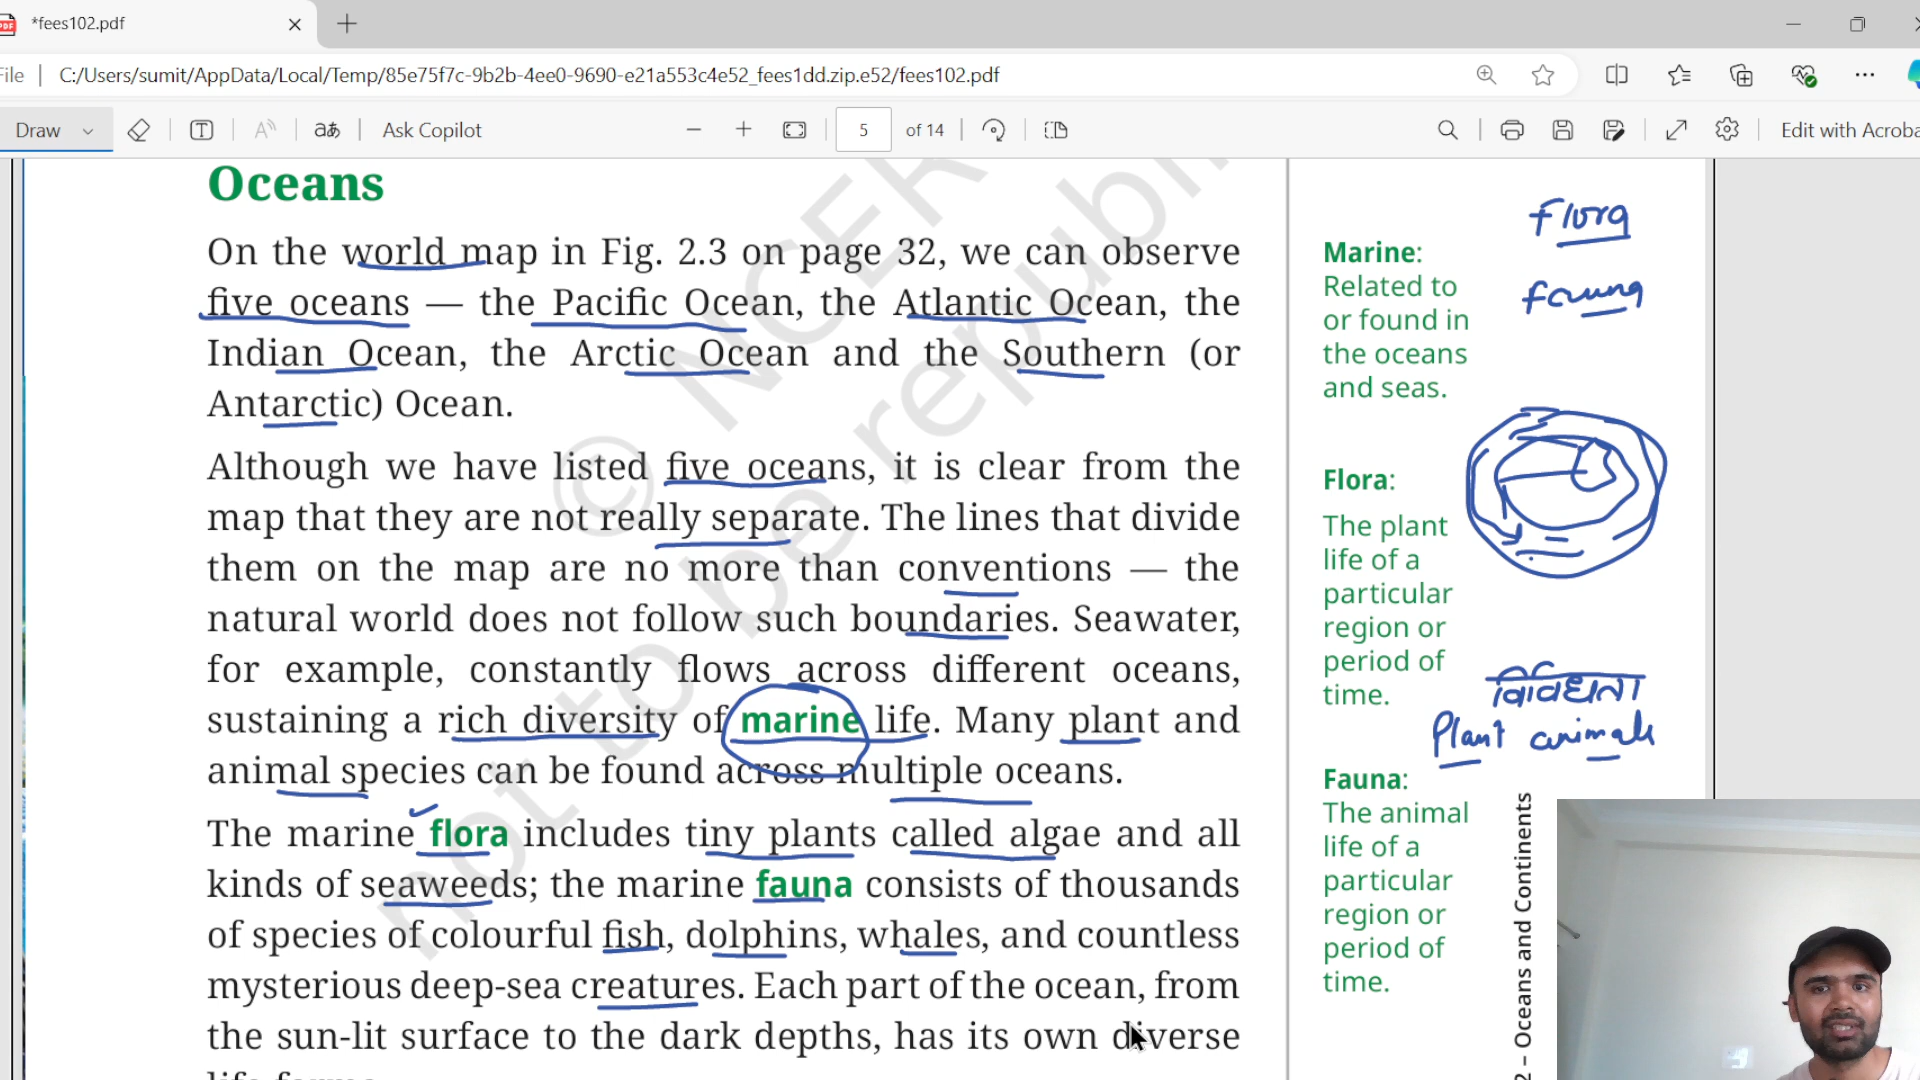 *fees102.pdf
File
C:/Users/sumit/AppData/Local/Temp/85e75f7c-9b2b-4ee0-9690-e21a553c4e52_fees1dd.zip.e52/fees102.pdf
Draw
aあ
Ask Copilot
5 of 14
Edit with Acroba
Oceans
On the world map in Fig. 2.3 on page 32, we can observe
five oceans — the Pacific Ocean, the Atlantic Ocean, the
Indian Ocean, the Arctic Ocean and the Southern (or
Antarctic) Ocean.
Although we have listed five oceans, it is clear from the
map that they are not really separate. The lines that divide
them on the map are no more than conventions — the
natural world does not follow such boundaries. Seawater,
for example, constantly flows across different oceans,
sustaining a rich diversity of marine life. Many plant and
animal species can be found across multiple oceans.
The marine flora includes tiny plants called algae and all
kinds of seaweeds; the marine fauna consists of thousands
of species of colourful fish, dolphins, whales, and countless
mysterious deep-sea creatures. Each part of the ocean, from
the sun-lit surface to the dark depths, has its own diverse
© NCER
not to be republi
Flora
fauna
Marine:
Related to
or found in
the oceans
and seas.
Flora:
The plant
life of a
particular
region or
period of
time.
विविधता
Plant animals
Fauna:
The animal
life of a
particular
region or
period of
time.
2 – Oceans and Continents